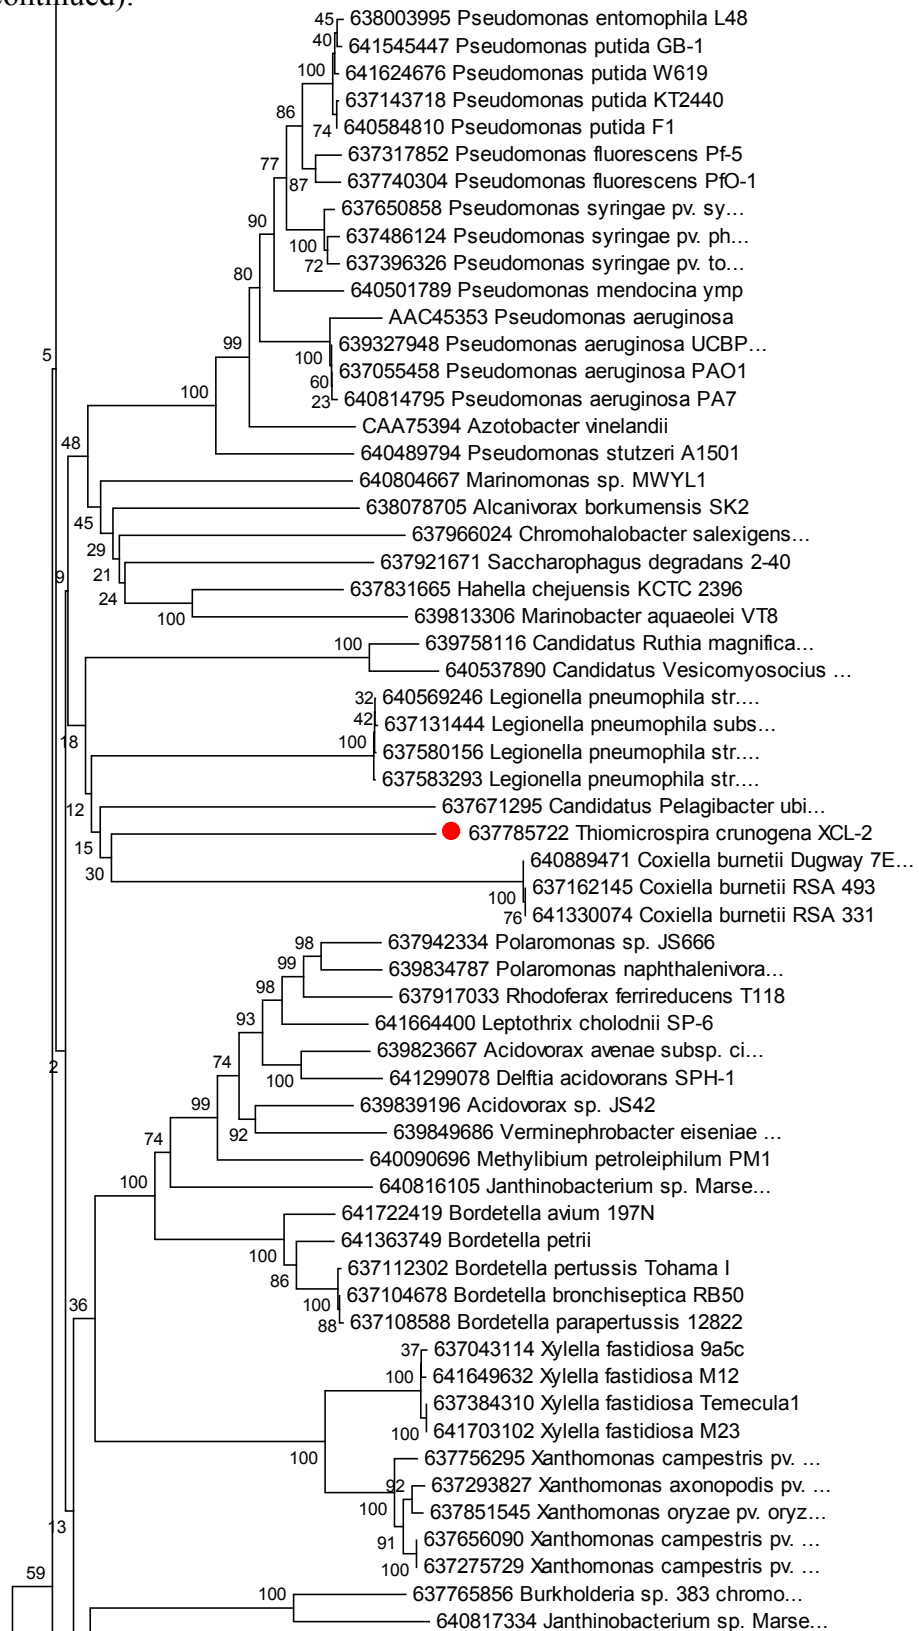 continued).
45 638003995 Pseudomonas entomophila L48
40 641545447 Pseudomonas putida GB-1
100 641624676 Pseudomonas putida W619
637143718 Pseudomonas putida KT2440
86
74 640584810 Pseudomonas putida F1
637317852 Pseudomonas fluorescens Pf-5
77
87 637740304 Pseudomonas fluorescens PfO-1
637650858 Pseudomonas syringae pv. sy...
90
100 637486124 Pseudomonas syringae pv. ph...
72 637396326 Pseudomonas syringae pv. to...
80
640501789 Pseudomonas mendocina ymp
AAC45353 Pseudomonas aeruginosa
99
100 639327948 Pseudomonas aeruginosa UCBP...
5
60 637055458 Pseudomonas aeruginosa PAO1
100
23 640814795 Pseudomonas aeruginosa PA7
CAA75394 Azotobacter vinelandii
48
640489794 Pseudomonas stutzeri A1501
640804667 Marinomonas sp. MWYL1
638078705 Alcanivorax borkumensis SK2
45
637966024 Chromohalobacter salexigens...
29
637921671 Saccharophagus degradans 2-40
21
9
637831665 Hahella chejuensis KCTC 2396
24
100 639813306 Marinobacter aquaeolei VT8
100 639758116 Candidatus Ruthia magnifica...
640537890 Candidatus Vesicomyosocius ...
32 640569246 Legionella pneumophila str....
42 637131444 Legionella pneumophila subs...
18
100 637580156 Legionella pneumophila str....
637583293 Legionella pneumophila str....
12
637671295 Candidatus Pelagibacter ubi...
637785722 Thiomicrospira crunogena XCL-2
15
640889471 Coxiella burnetii Dugway 7E...
30
100 637162145 Coxiella burnetii RSA 493
76 641330074 Coxiella burnetii RSA 331
98 637942334 Polaromonas sp. JS666
99 639834787 Polaromonas naphthalenivora...
98 637917033 Rhodoferax ferrireducens T118
93 641664400 Leptothrix cholodnii SP-6
639823667 Acidovorax avenae subsp. ci...
74
2
100 641299078 Delftia acidovorans SPH-1
99 639839196 Acidovorax sp. JS42
92 639849686 Verminephrobacter eiseniae ...
74
640090696 Methylibium petroleiphilum PM1
100 640816105 Janthinobacterium sp. Marse...
641722419 Bordetella avium 197N
100 641363749 Bordetella petrii
86 637112302 Bordetella pertussis Tohama I
36
100 637104678 Bordetella bronchiseptica RB50
88 637108588 Bordetella parapertussis 12822
37 637043114 Xylella fastidiosa 9a5c
100 641649632 Xylella fastidiosa M12
637384310 Xylella fastidiosa Temecula1
100 641703102 Xylella fastidiosa M23
100
637756295 Xanthomonas campestris pv. ...
92 637293827 Xanthomonas axonopodis pv. ...
100 637851545 Xanthomonas oryzae pv. oryz...
13
91 637656090 Xanthomonas campestris pv. ...
100 637275729 Xanthomonas campestris pv. ...
59
100 637765856 Burkholderia sp. 383 chromo...
640817334 Janthinobacterium sp. Marse...